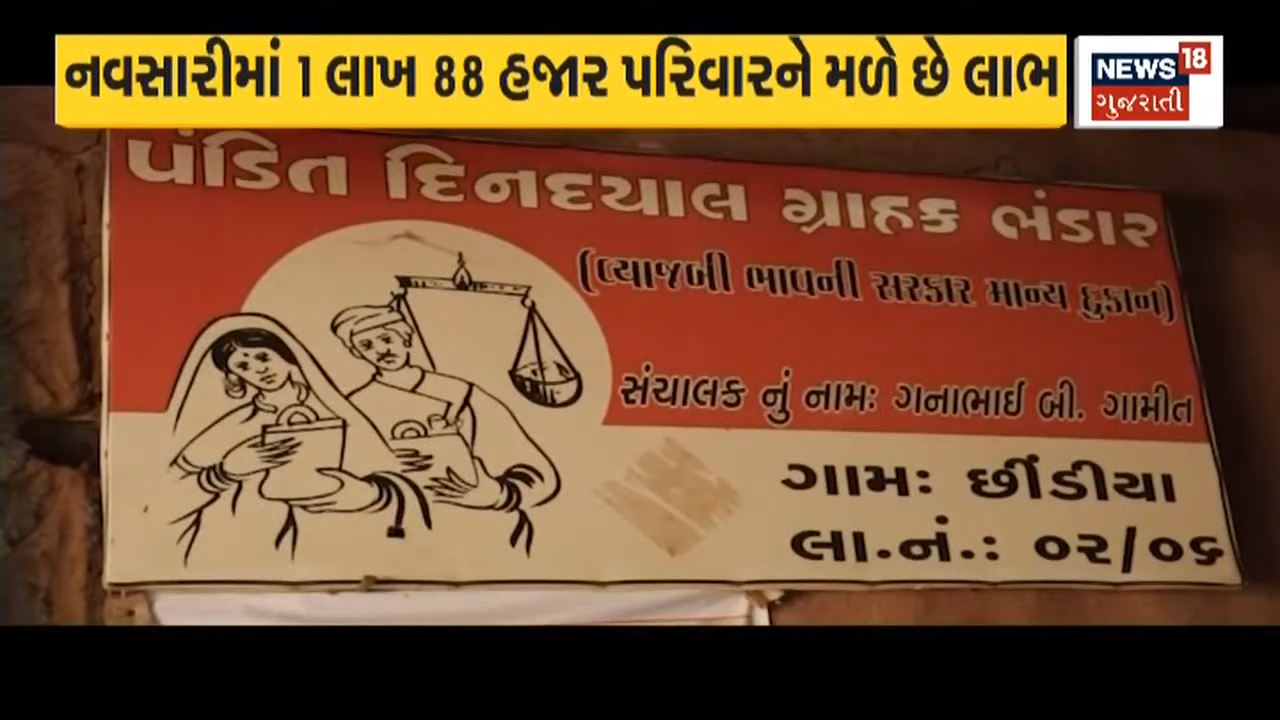 નવસારીમાં 1 લાખ 88 હજાર પરિવારને મળે છે લાભ
NEWS 18
ગુજરાતી
પંડિત દિનદયાલ ગ્રાહક ભંડાર
(વ્યાજબી ભાવની સરકાર માન્ય દુકાન)
સંચાલક નું નામઃ ગનાભાઈ બી. ગામીત
ગામઃ છીંડીયા
લા.નં.: ૦૨/૦૬